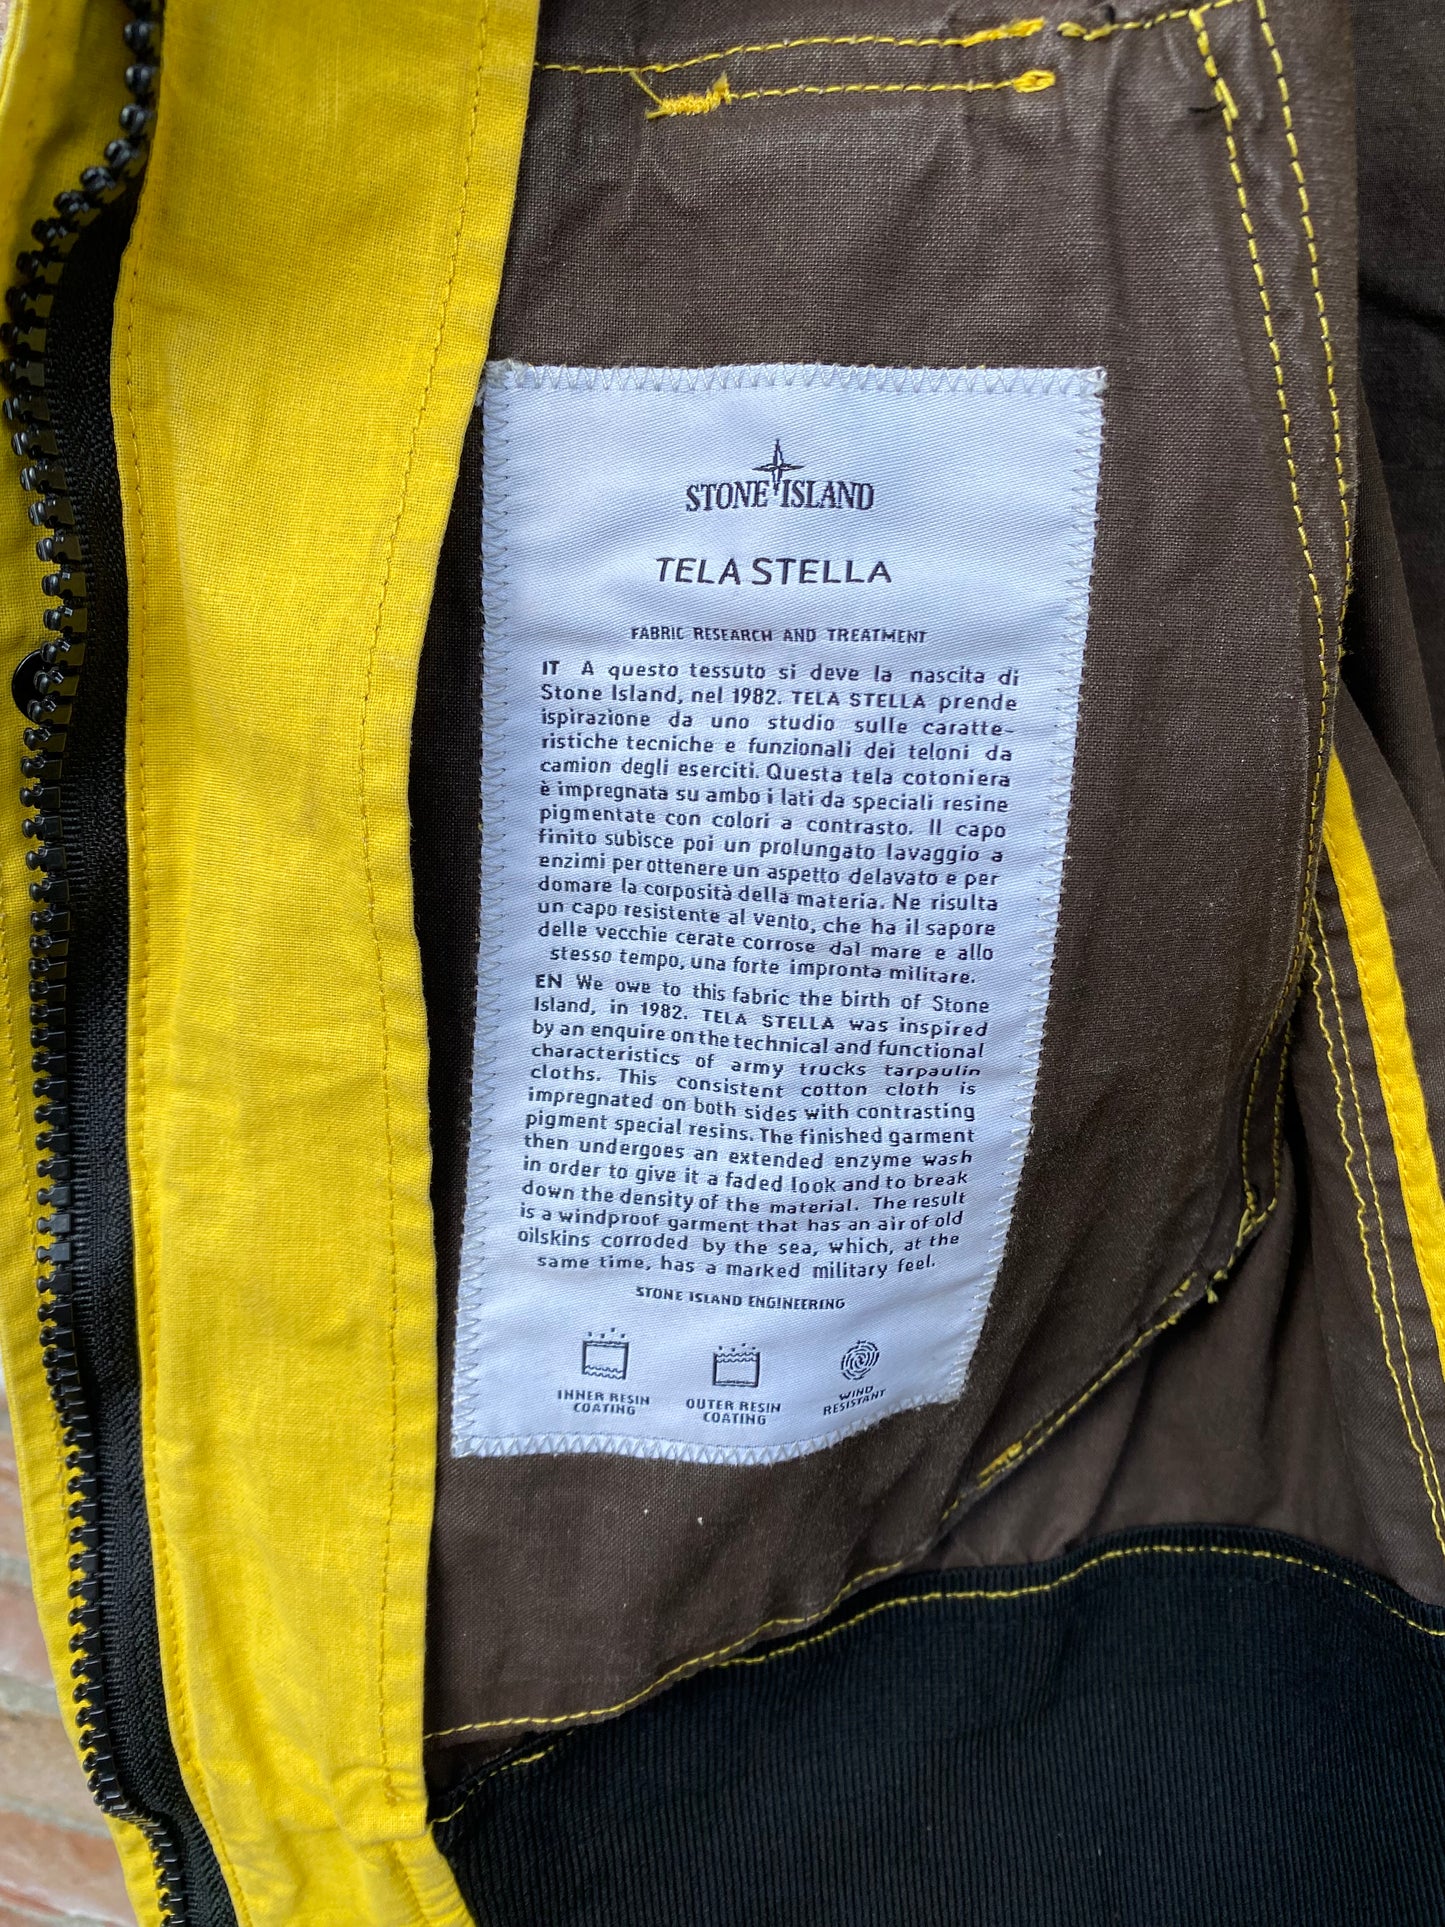 STONE ISLAND
TELA STELLA
FABRIC RESEARCH AND TREATMENT
IT A questo tessuto si deve la nascita di
Stone Island, nel 1982. TELA STELLA prende
ispirazione da uno studio sulle caratte-
ristiche tecniche e funzionali dei teloni da
camion degli eserciti. Questa tela cotoniera
è impregnata su ambo i lati da speciali resine
pigmentate con colori a contrasto. Il capo
finito subisce poi un prolungato lavaggio a
enzimi per ottenere un aspetto delavato e per
domare la corposità della materia. Ne risulta
un capo resistente al vento, che ha il sapore
delle vecchie cerate corrose dal mare e allo
stesso tempo, una forte impronta militare.
EN We owe to this fabric the birth of Stone
Island, in 1982. TELA STELLA was inspired
by an enquire on the technical and functional
characteristics of army trucks tarpaulin
cloths. This consistent cotton cloth is
impregnated on both sides with contrasting
pigment special resins. The finished garment
then undergoes an extended enzyme wash
in order to give it a faded look and to break
down the density of the material. The result
is a windproof garment that has an air of old
oilskins corroded by the sea, which, at the
same time, has a marked military feel.
STONE ISLAND ENGINEERING
INNER RESIN
COATING
OUTER RESIN
COATING
WIND
RESISTANT